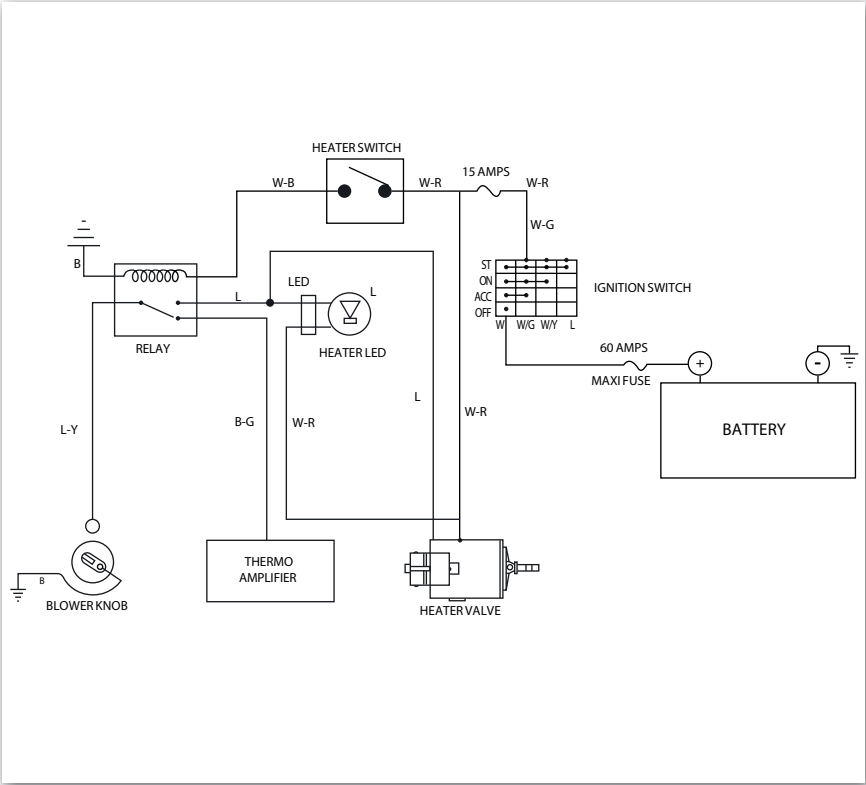 HEATER SWITCH
15 AMPS
W-B
W-R
W-R
W-G
B
ST
ON
ACC
OFF
W W/G W/Y L
IGNITION SWITCH
LED
L
L
HEATER LED
RELAY
60 AMPS
MAXI FUSE
+
-
BATTERY
L-Y
B-G
W-R
L
W-R
THERMO
AMPLIFIER
B
BLOWER KNOB
HEATER VALVE